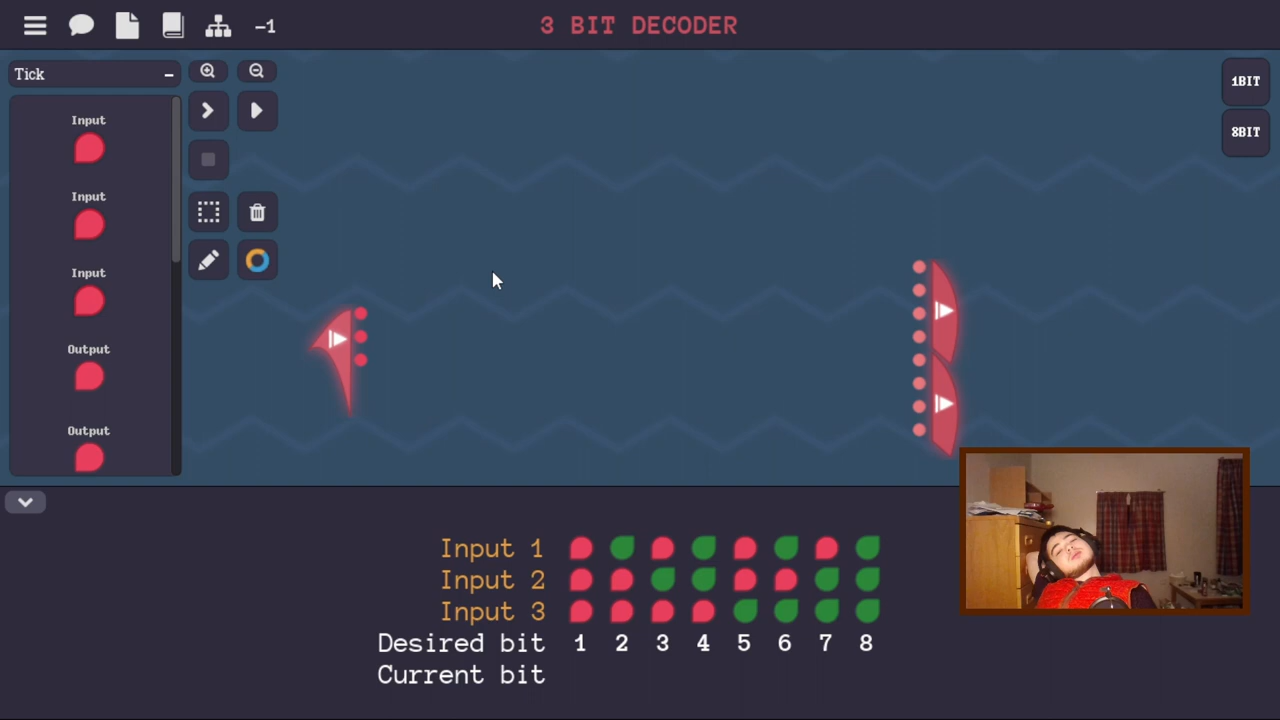 -1
3 BIT DECODER
Tick
Input
Input
Input
Output
Output
1BIT
8BIT
Input 1
Input 2
Input 3
Desired bit 1 2 3 4 5 6 7 8
Current bit